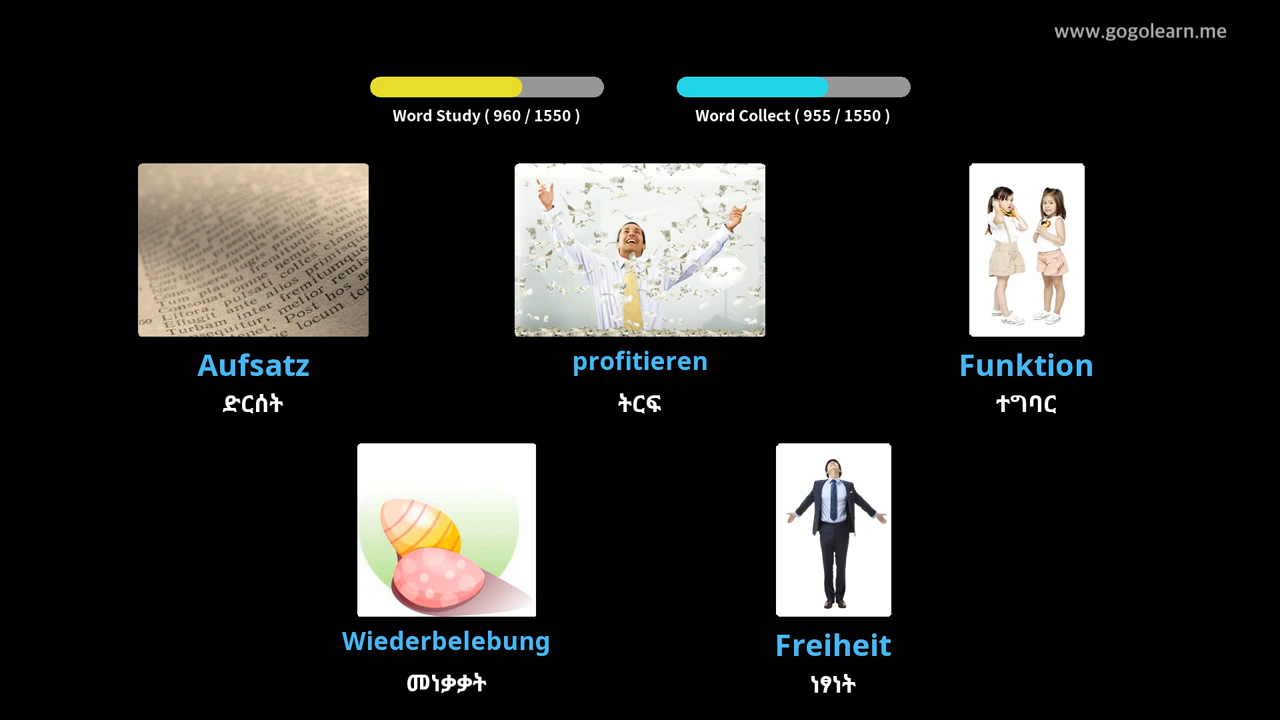 www.gogolearn.me
Word Study ( 960 / 1550 )
Word Collect ( 955 / 1550 )
Aufsatz
ድርሰት
profitieren
ትርፍ
Funktion
ተግባር
Wiederbelebung
መነቃቃት
Freiheit
ነፃነት